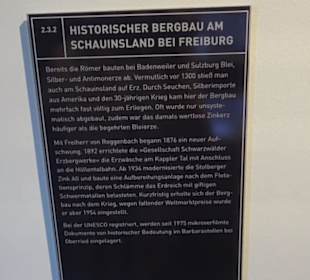 2.3.2
HISTORISCHER BERGBAU AM
SCHAUINSLAND BEI FREIBURG
Bereits die Römer bauten bei Badenweiler und Sulzburg Blei,
Silber- und Antimonerze ab. Vermutlich vor 1300 stieß man
auch am Schauinsland auf Erz. Durch Seuchen, Silberimporte
aus Amerika und den 30-jährigen Krieg kam hier der Bergbau
mehrfach fast völlig zum Erliegen. Oft wurde nur unsyste-
matisch abgebaut, zudem war das damals wertlose Zinkerz
häufiger als die begehrten Bleierze.
Mit Freiherr von Roggenbach begann 1876 ein neuer Auf-
schwung. 1892 errichtete die «Gesellschaft Schwarzwälder
Erzbergwerke» die Erzwäsche am Kappler Tal mit Anschluss
an die Höllentalbahn. Ab 1934 modernisierte die Stolberger
Zink AG und baute eine Aufbereitungsanlage nach dem Flota-
tionsprinzip, deren Schlämme das Erdreich mit giftigen
Schwermetallen belasteten. Kurzfristig erholte sich der Berg-
bau nach dem Krieg, wegen fallender Weltmarktpreise wurde
er aber 1954 eingestellt.
Bei der UNESCO registriert, werden seit 1975 mikroverfilmte
Dokumente von historischer Bedeutung im Barbarastollen bei
Oberried eingelagert.